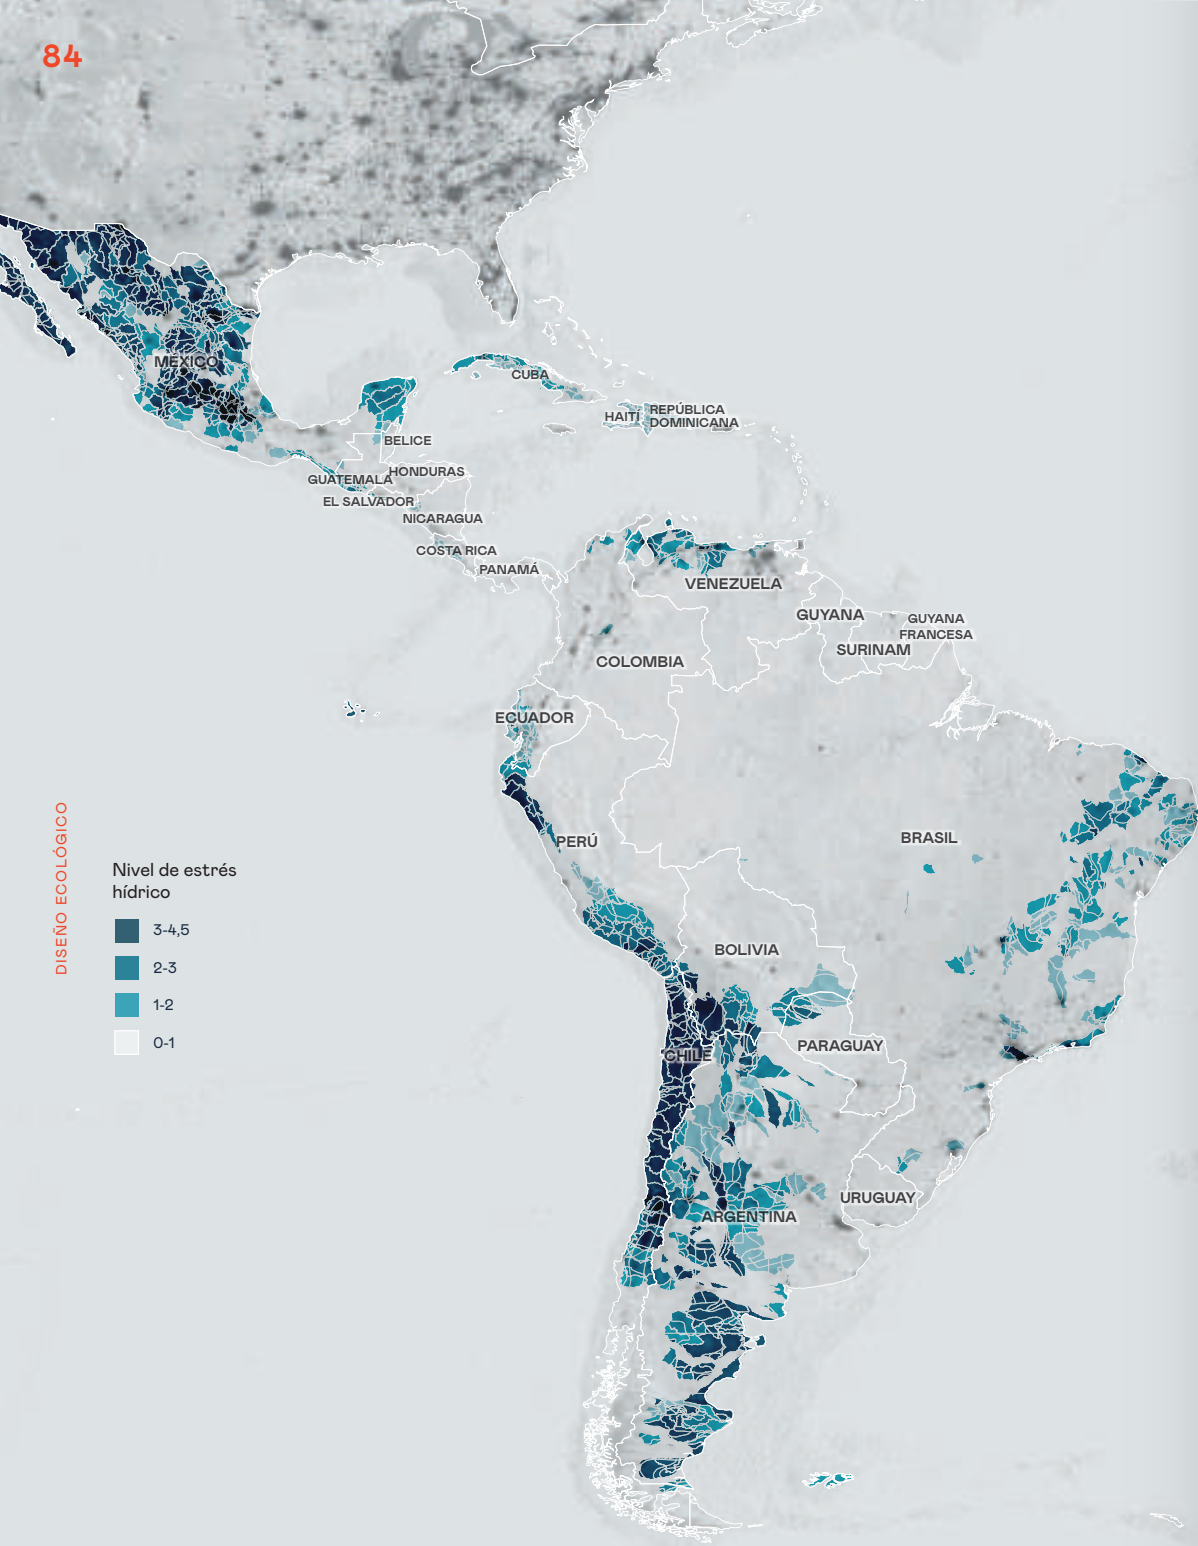 84
MÉXICO
CUBA
HAITI
REPÚBLICA
DOMINICANA
BELICE
HONDURAS
GUATEMALA
EL SALVADOR
NICARAGUA
COSTA RICA
PANAMÁ
VENEZUELA
GUYANA
GUYANA
FRANCESA
SURINAM
COLOMBIA
ECUADOR
PERÚ
BRASIL
BOLIVIA
CHILE
PARAGUAY
URUGUAY
ARGENTINA
DISEÑO ECOLÓGICO
Nivel de estrés
hídrico
3-4,5
2-3
1-2
0-1